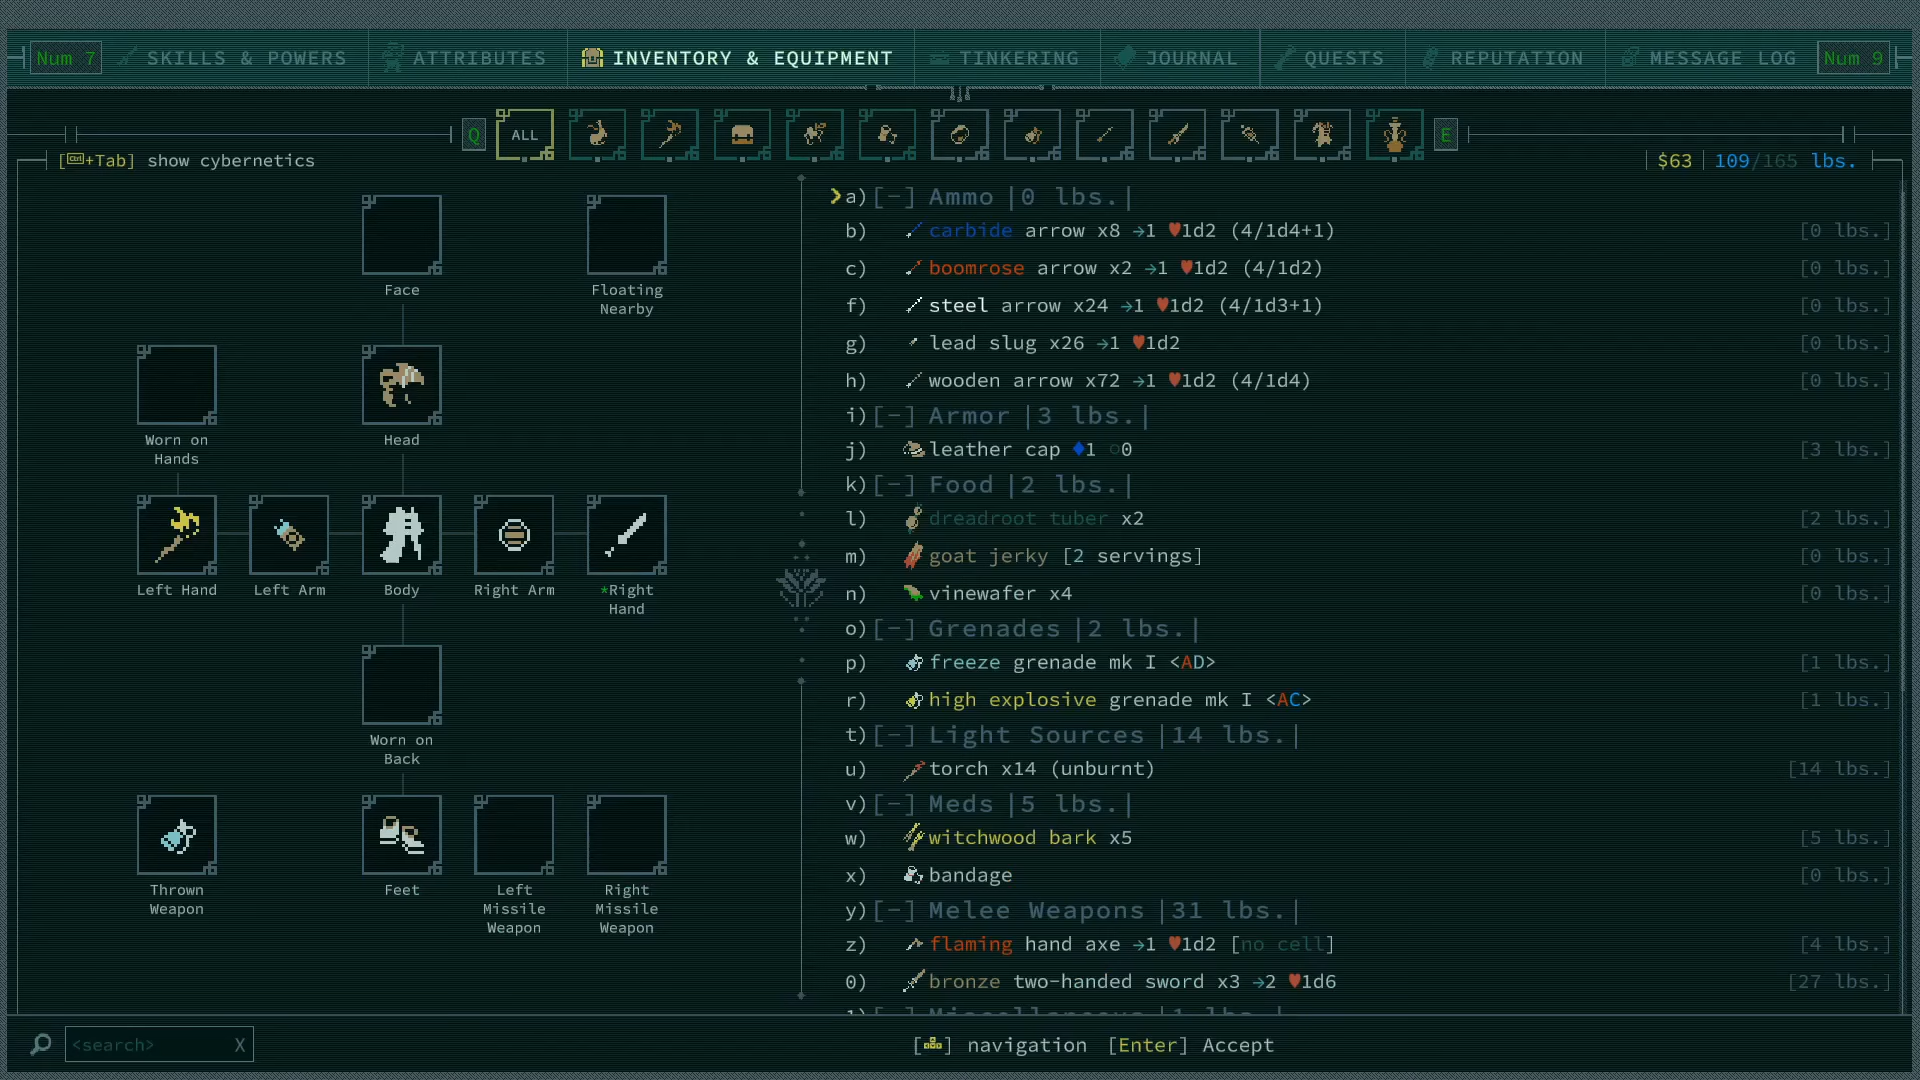 Num 7 SKILLS & POWERS ATTRIBUTES INVENTORY & EQUIPMENT TINKERING JOURNAL QUESTS REPUTATION MESSAGE LOG Num 9
Q ALL E
[Ctrl+Tab] show cybernetics
$63 109/165 lbs.
Face
Floating
Nearby
Worn on
Hands
Head
Left Hand
Left Arm
Body
Right Arm
*Right
Hand
Worn on
Back
Thrown
Weapon
Feet
Left
Missile
Weapon
Right
Missile
Weapon
a) [-] Ammo |0 lbs.|
b) carbide arrow x8 →1 ♥1d2 (4/1d4+1) [0 lbs.]
c) boomrose arrow x2 →1 ♥1d2 (4/1d2) [0 lbs.]
f) steel arrow x24 →1 ♥1d2 (4/1d3+1) [0 lbs.]
g) lead slug x26 →1 ♥1d2 [0 lbs.]
h) wooden arrow x72 →1 ♥1d2 (4/1d4) [0 lbs.]
i) [-] Armor |3 lbs.|
j) leather cap ♦1 ○0 [3 lbs.]
k) [-] Food |2 lbs.|
l) dreadroot tuber x2 [2 lbs.]
m) goat jerky [2 servings] [0 lbs.]
n) vinewafer x4 [0 lbs.]
o) [-] Grenades |2 lbs.|
p) freeze grenade mk I <AD> [1 lbs.]
r) high explosive grenade mk I <AC> [1 lbs.]
t) [-] Light Sources |14 lbs.|
u) torch x14 (unburnt) [14 lbs.]
v) [-] Meds |5 lbs.|
w) witchwood bark x5 [5 lbs.]
x) bandage [0 lbs.]
y) [-] Melee Weapons |31 lbs.|
z) flaming hand axe →1 ♥1d2 [no cell] [4 lbs.]
0) bronze two-handed sword x3 →2 ♥1d6 [27 lbs.]
1) [-] Miscellaneous |1 lbs.|
<search> X
navigation [Enter] Accept